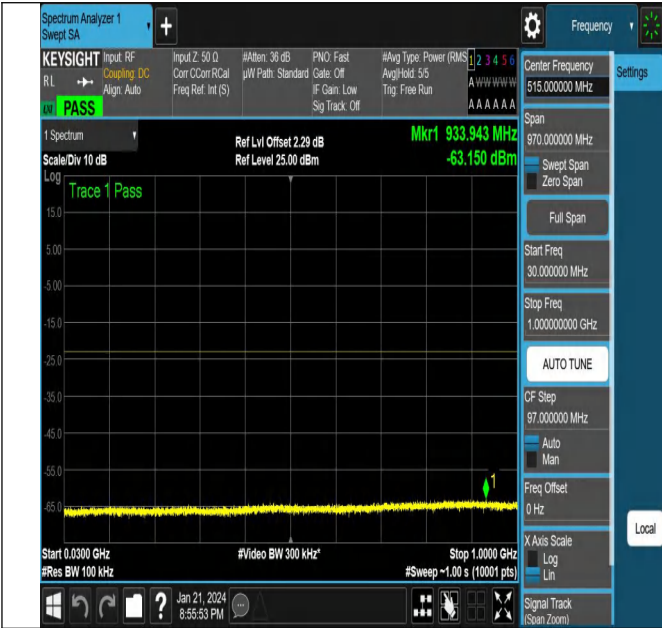 Spectrum Analyzer 1
Swept SA
+
Frequency
KEYSIGHT
RL
PASS
Input: RF
Coupling: DC
Align: Auto
Input Z: 50 Ω
Corr CCorr RCal
Freq Ref: Int (S)
#Atten: 36 dB
µW Path: Standard
PNO: Fast
Gate: Off
IF Gain: Low
Sig Track: Off
#Avg Type: Power (RMS
Avg|Hold: 5/5
Trig: Free Run
1 2 3 4 5 6
A W W W W W
A A A A A A
1 Spectrum
Scale/Div 10 dB
Log
Ref Lvl Offset 2.29 dB
Ref Level 25.00 dBm
Mkr1 933.943 MHz
-63.150 dBm
Trace 1 Pass
15.0
5.00
-5.00
-15.0
-25.0
-35.0
-45.0
-55.0
-65.0
1
Start 0.0300 GHz
#Res BW 100 kHz
#Video BW 300 kHz*
Stop 1.0000 GHz
#Sweep ~1.00 s (10001 pts)
Jan 21, 2024
8:55:53 PM
?
Center Frequency
515.000000 MHz
Settings
Span
970.000000 MHz
Swept Span
Zero Span
Full Span
Start Freq
30.000000 MHz
Stop Freq
1.000000000 GHz
AUTO TUNE
CF Step
97.000000 MHz
Auto
Man
Freq Offset
0 Hz
X Axis Scale
Log
Lin
Local
Signal Track
(Span Zoom)